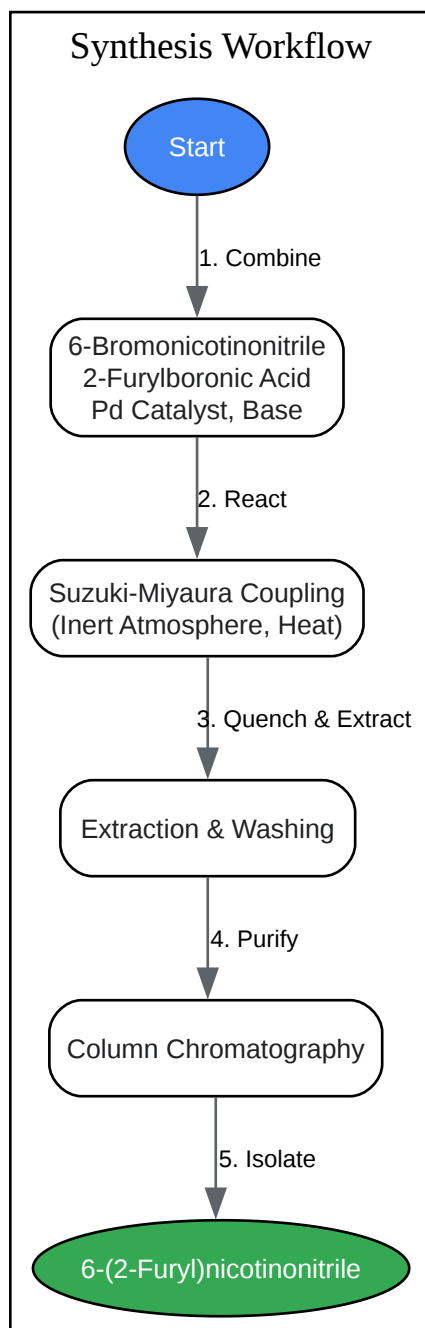 Synthesis Workflow
Start
1. Combine
6-Bromonicotinonitrile
2-Furylboronic Acid
Pd Catalyst, Base
2. React
Suzuki-Miyaura Coupling
(Inert Atmosphere, Heat)
3. Quench & Extract
Extraction & Washing
4. Purify
Column Chromatography
5. Isolate
6-(2-Furyl)nicotinonitrile